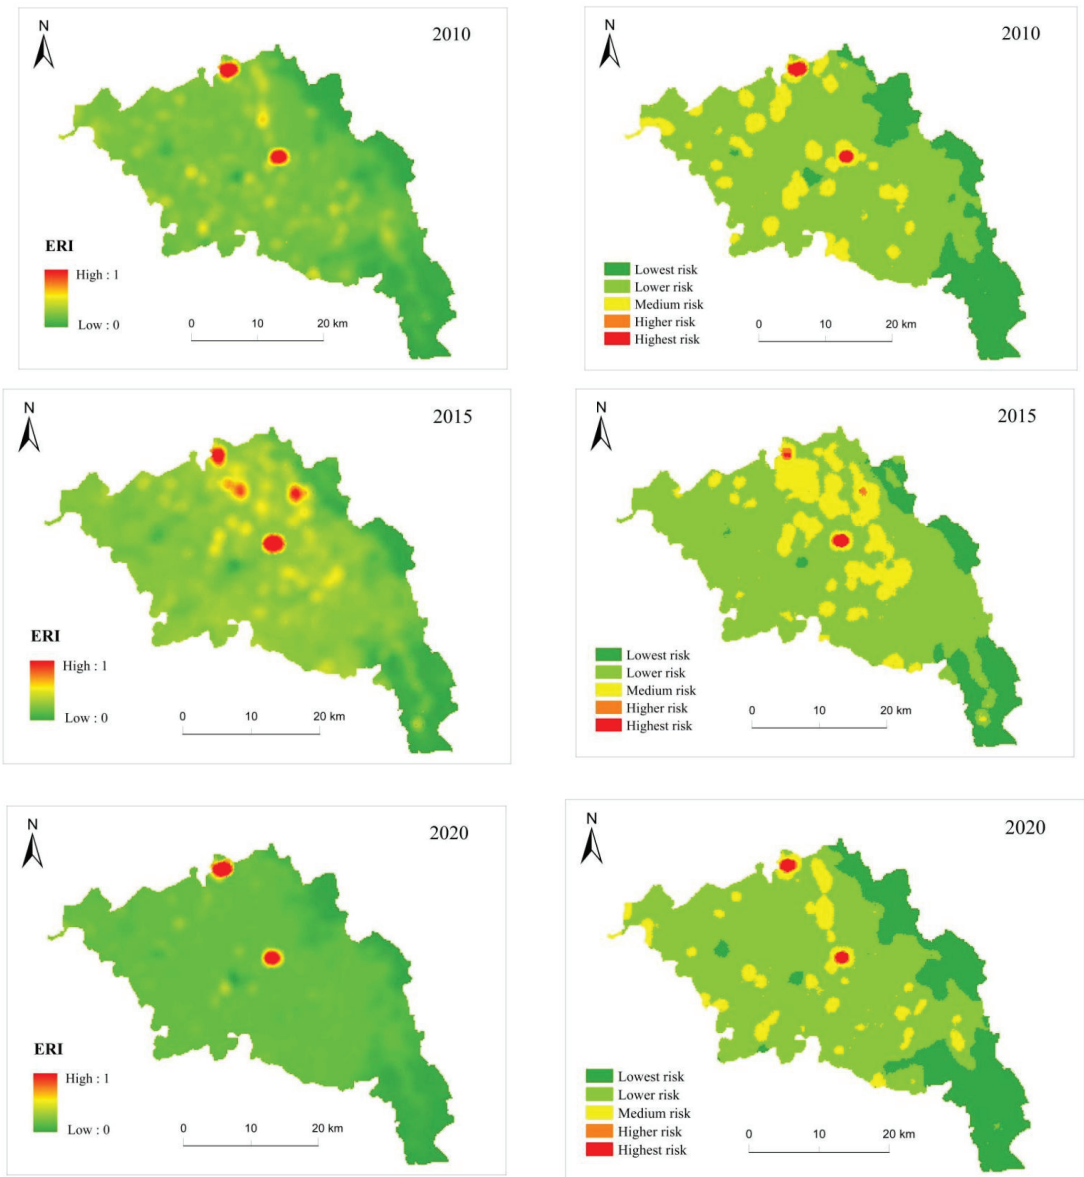 N
2010
ERI
High : 1
Low : 0
0 10 20 km
N
2010
Lowest risk
Lower risk
Medium risk
Higher risk
Highest risk
0 10 20 km
N
2015
ERI
High : 1
Low : 0
0 10 20 km
N
2015
Lowest risk
Lower risk
Medium risk
Higher risk
Highest risk
0 10 20 km
N
2020
ERI
High : 1
Low : 0
0 10 20 km
N
2020
Lowest risk
Lower risk
Medium risk
Higher risk
Highest risk
0 10 20 km